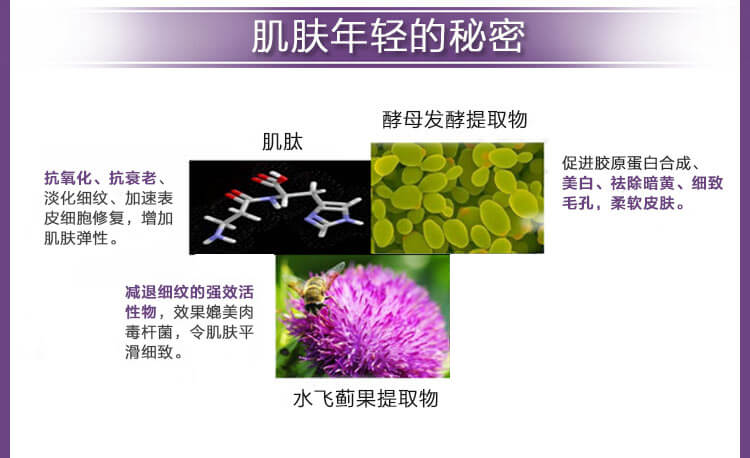 肌肤年轻的秘密
酵母发酵提取物
肌肽
抗氧化、抗衰老、
淡化细纹、加速表
皮细胞修复，增加
肌肤弹性。
促进胶原蛋白合成、
美白、祛除暗黄、细致
毛孔，柔软皮肤。
减退细纹的强效活
性物，效果媲美肉
毒杆菌，令肌肤平
滑细致。
水飞蓟果提取物